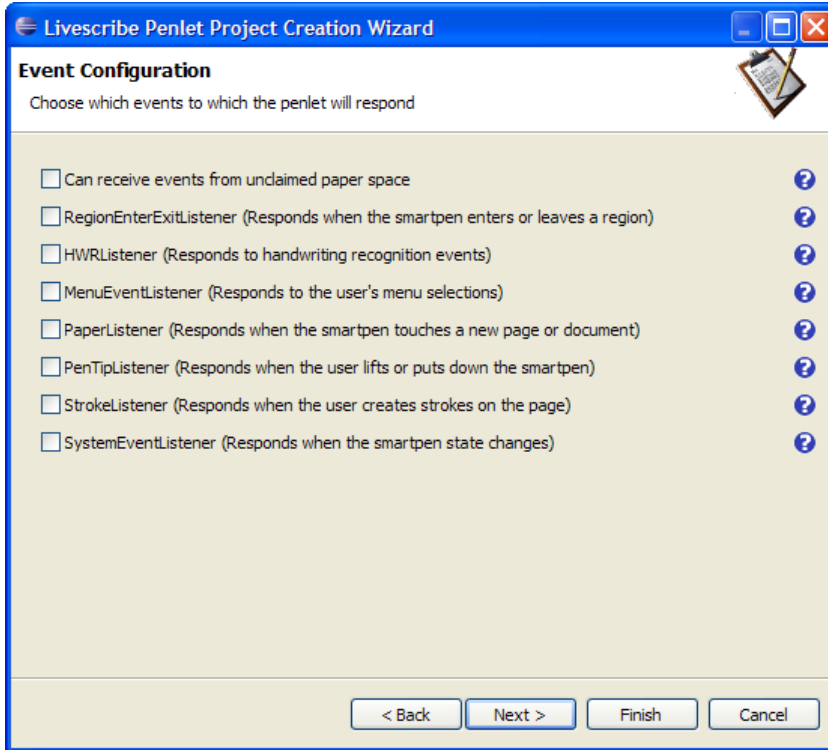 Livescribe Penlet Project Creation Wizard
Event Configuration
Choose which events to which the penlet will respond
Can receive events from unclaimed paper space
RegionEnterExitListener (Responds when the smartpen enters or leaves a region)
HWRListener (Responds to handwriting recognition events)
MenuEventListener (Responds to the user's menu selections)
PaperListener (Responds when the smartpen touches a new page or document)
PenTipListener (Responds when the user lifts or puts down the smartpen)
StrokeListener (Responds when the user creates strokes on the page)
SystemEventListener (Responds when the smartpen state changes)
< Back Next > Finish Cancel